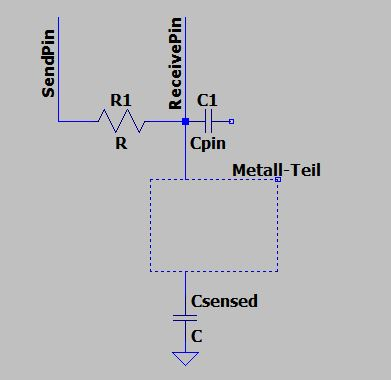 SendPin
ReceivePin
R1
C1
R
Cpin
Metall-Teil
Csensed
C